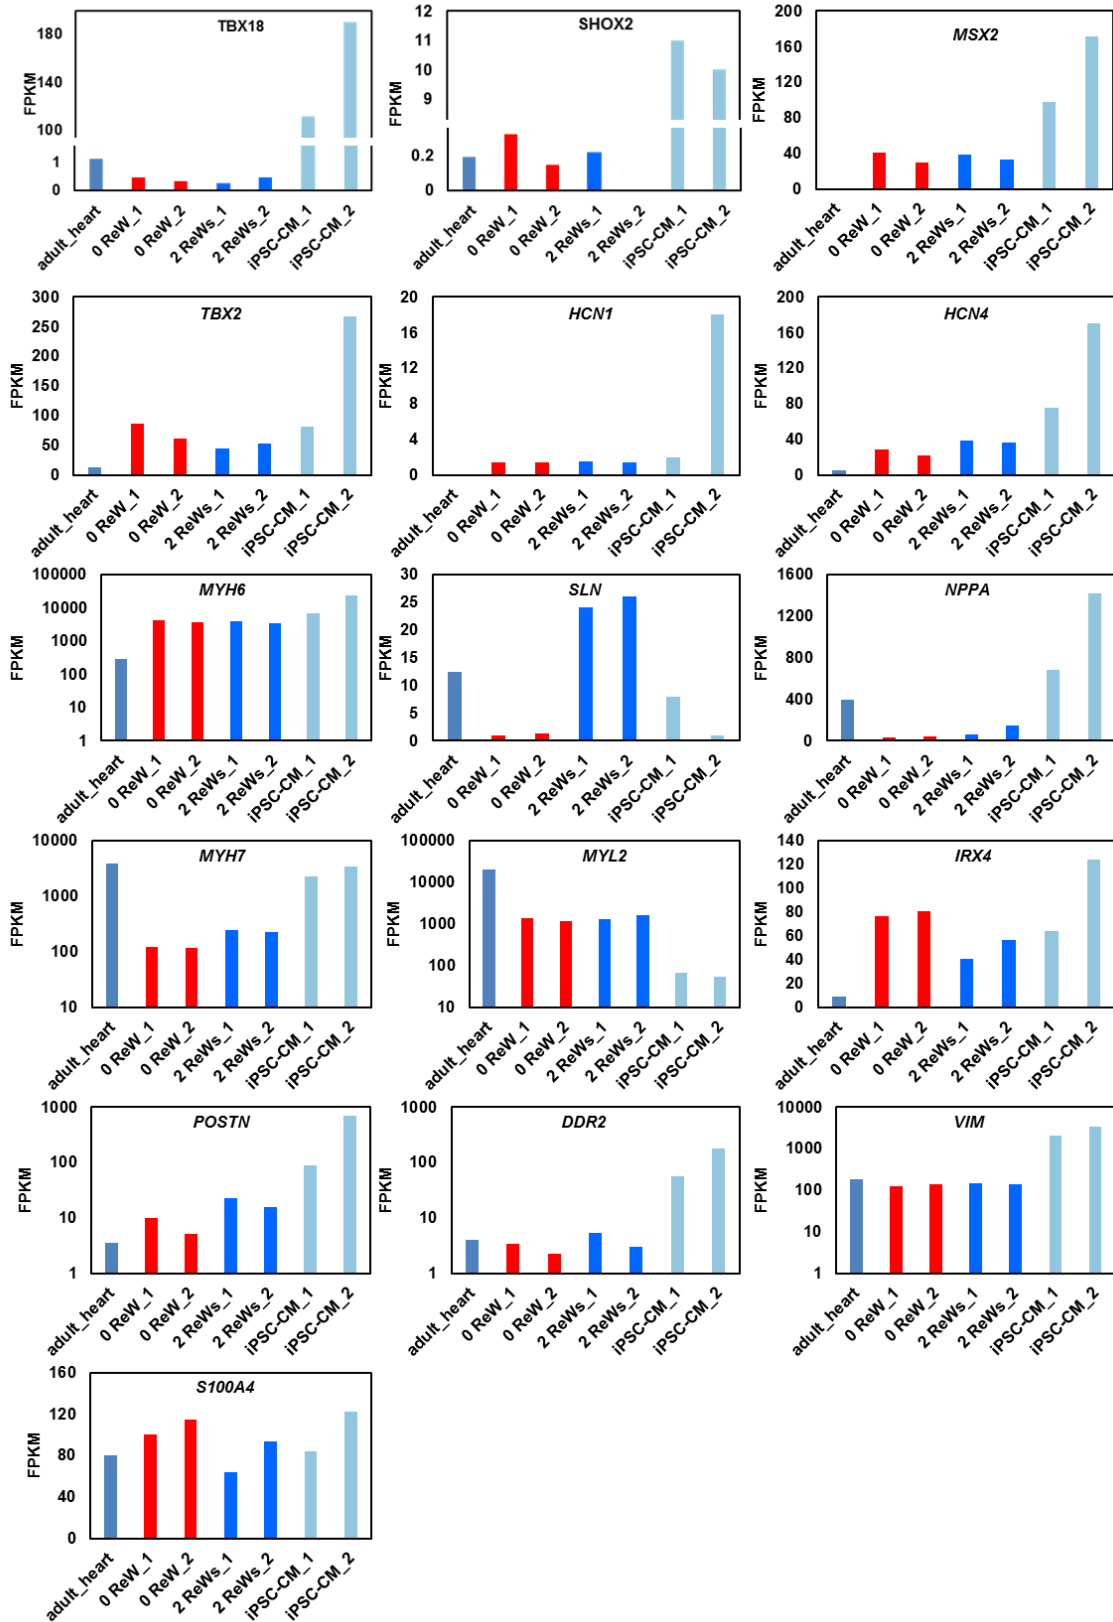 TBX18
FPKM
180
140
100
1
0
adult_heart
0 ReW_1
0 ReW_2
2 ReWs_1
2 ReWs_2
iPSC-CM_1
iPSC-CM_2
SHOX2
FPKM
12
11
10
9
0.2
0
adult_heart
0 ReW_1
0 ReW_2
2 ReWs_1
2 ReWs_2
iPSC-CM_1
iPSC-CM_2
MSX2
FPKM
200
160
120
80
40
0
adult_heart
0 ReW_1
0 ReW_2
2 ReWs_1
2 ReWs_2
iPSC-CM_1
iPSC-CM_2
TBX2
FPKM
300
250
200
150
100
50
0
adult_heart
0 ReW_1
0 ReW_2
2 ReWs_1
2 ReWs_2
iPSC-CM_1
iPSC-CM_2
HCN1
FPKM
20
16
12
8
4
0
adult_heart
0 ReW_1
0 ReW_2
2 ReWs_1
2 ReWs_2
iPSC-CM_1
iPSC-CM_2
HCN4
FPKM
200
160
120
80
40
0
adult_heart
0 ReW_1
0 ReW_2
2 ReWs_1
2 ReWs_2
iPSC-CM_1
iPSC-CM_2
MYH6
FPKM
100000
10000
1000
100
10
1
adult_heart
0 ReW_1
0 ReW_2
2 ReWs_1
2 ReWs_2
iPSC-CM_1
iPSC-CM_2
SLN
FPKM
30
25
20
15
10
5
0
adult_heart
0 ReW_1
0 ReW_2
2 ReWs_1
2 ReWs_2
iPSC-CM_1
iPSC-CM_2
NPPA
FPKM
1600
1200
800
400
0
adult_heart
0 ReW_1
0 ReW_2
2 ReWs_1
2 ReWs_2
iPSC-CM_1
iPSC-CM_2
MYH7
FPKM
10000
1000
100
10
adult_heart
0 ReW_1
0 ReW_2
2 ReWs_1
2 ReWs_2
iPSC-CM_1
iPSC-CM_2
MYL2
FPKM
100000
10000
1000
100
10
adult_heart
0 ReW_1
0 ReW_2
2 ReWs_1
2 ReWs_2
iPSC-CM_1
iPSC-CM_2
IRX4
FPKM
140
120
100
80
60
40
20
0
adult_heart
0 ReW_1
0 ReW_2
2 ReWs_1
2 ReWs_2
iPSC-CM_1
iPSC-CM_2
POSTN
FPKM
1000
100
10
1
adult_heart
0 ReW_1
0 ReW_2
2 ReWs_1
2 ReWs_2
iPSC-CM_1
iPSC-CM_2
DDR2
FPKM
1000
100
10
1
adult_heart
0 ReW_1
0 ReW_2
2 ReWs_1
2 ReWs_2
iPSC-CM_1
iPSC-CM_2
VIM
FPKM
10000
1000
100
10
1
adult_heart
0 ReW_1
0 ReW_2
2 ReWs_1
2 ReWs_2
iPSC-CM_1
iPSC-CM_2
S100A4
FPKM
160
120
80
40
0
adult_heart
0 ReW_1
0 ReW_2
2 ReWs_1
2 ReWs_2
iPSC-CM_1
iPSC-CM_2